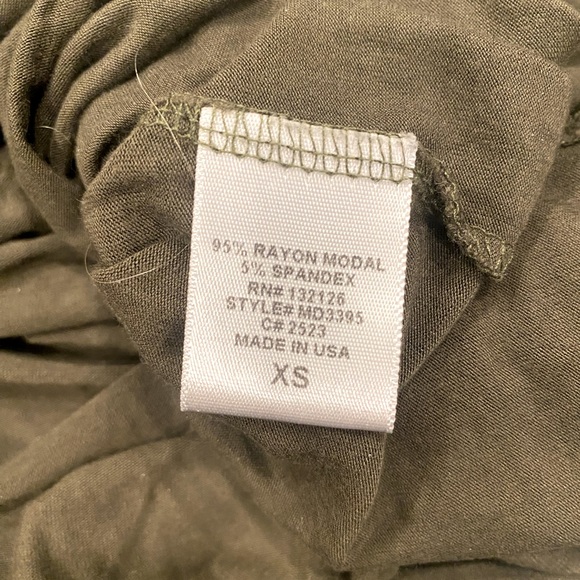 95% RAYON MODAL
5% SPANDEX
RN# 132126
STYLE# MD3395
C# 2523
MADE IN USA
XS